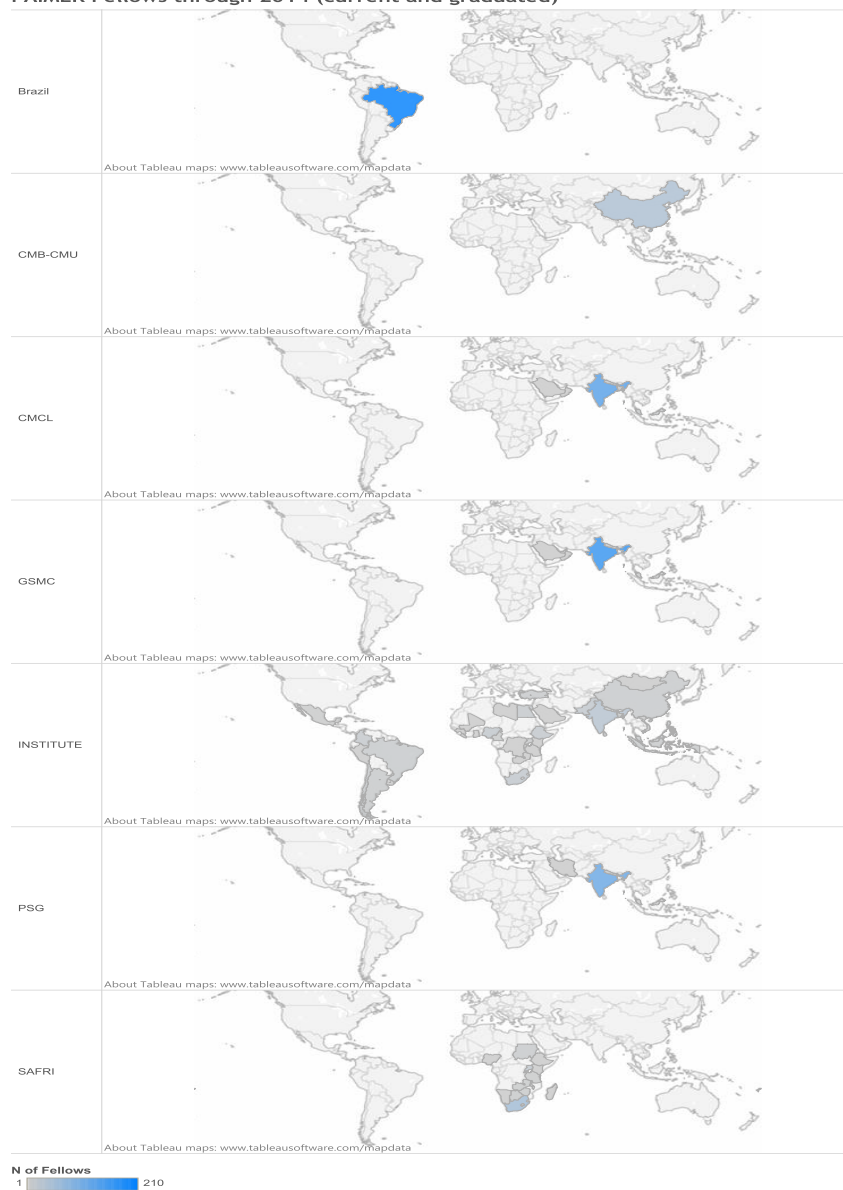 Brazil
About Tableau maps: www.tableausoftware.com/mapdata
CMB-CMU
About Tableau maps: www.tableausoftware.com/mapdata
CMCL
About Tableau maps: www.tableausoftware.com/mapdata
GSMC
About Tableau maps: www.tableausoftware.com/mapdata
INSTITUTE
About Tableau maps: www.tableausoftware.com/mapdata
PSG
About Tableau maps: www.tableausoftware.com/mapdata
SAFRI
About Tableau maps: www.tableausoftware.com/mapdata
N of Fellows
1 210